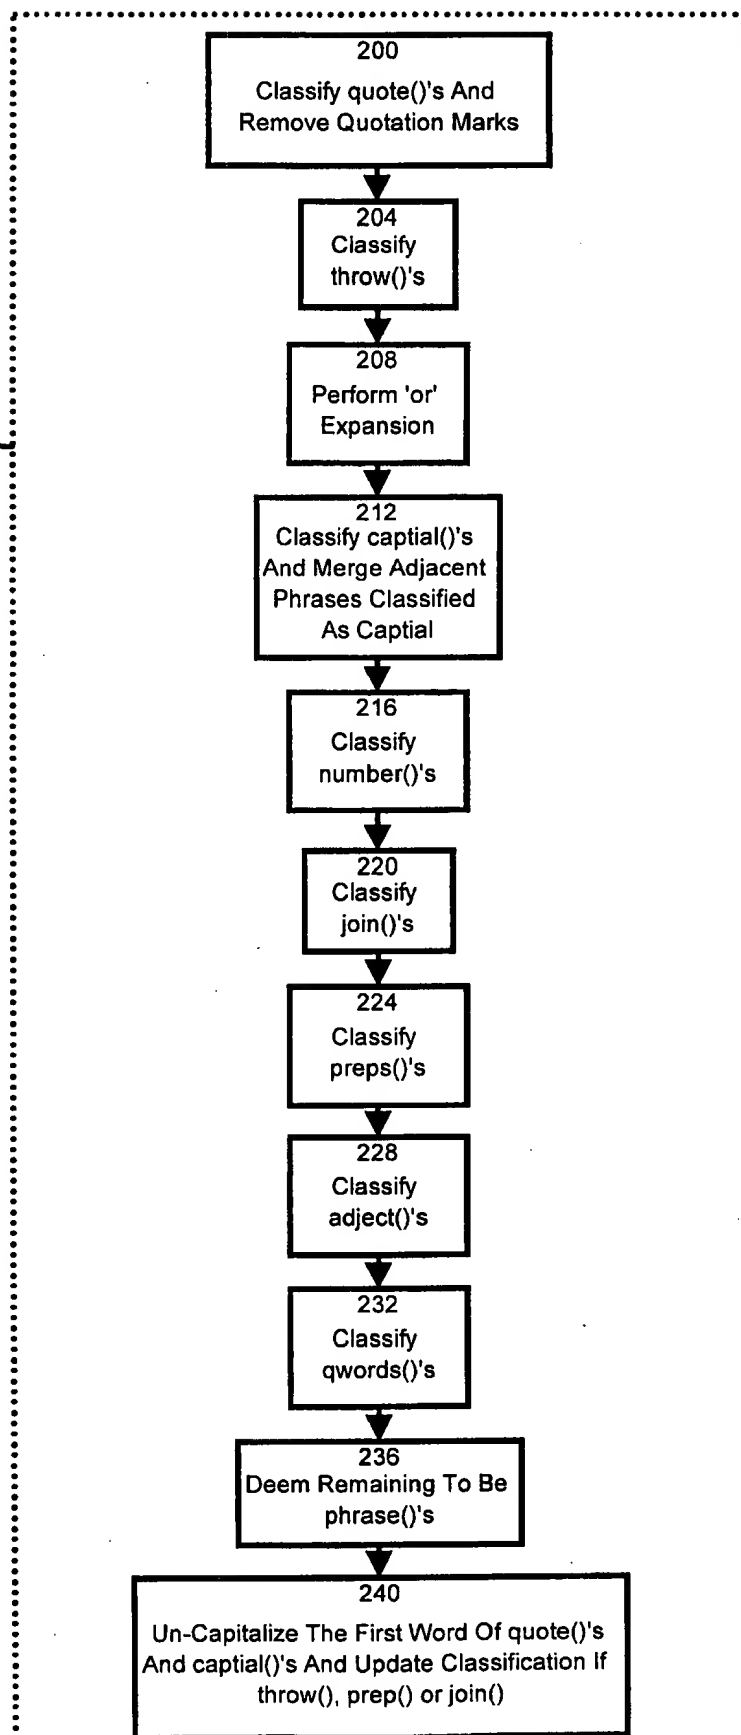 200
Classify quote()'s And
Remove Quotation Marks
204
Classify
throw()'s
208
Perform 'or'
Expansion
212
Classify captial()'s
And Merge Adjacent
Phrases Classified
As Captial
216
Classify
number()'s
220
Classify
join()'s
224
Classify
preps()'s
228
Classify
adject()'s
232
Classify
qwords()'s
236
Deem Remaining To Be
phrase()'s
240
Un-Capitalize The First Word Of quote()'s
And captial()'s And Update Classification If
throw(), prep() or join()